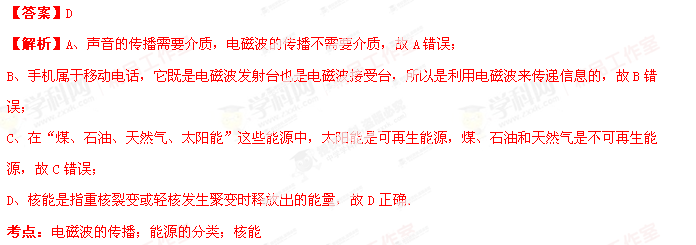 【答案】D
【解析】A、声音的传播需要介质，电磁波的传播不需要介质，故A错误；
B、手机属于移动电话，它既是电磁波发射台也是电磁波接受台，所以是利用电磁波来传递信息的，故B错
误；
C、在“煤、石油、天然气、太阳能”这些能源中，太阳能是可再生能源，煤、石油和天然气是不可再生能
源，故C错误；
D、核能是指重核裂变或轻核发生聚变时释放出的能量，故D正确.
考点：电磁波的传播；能源的分类；核能